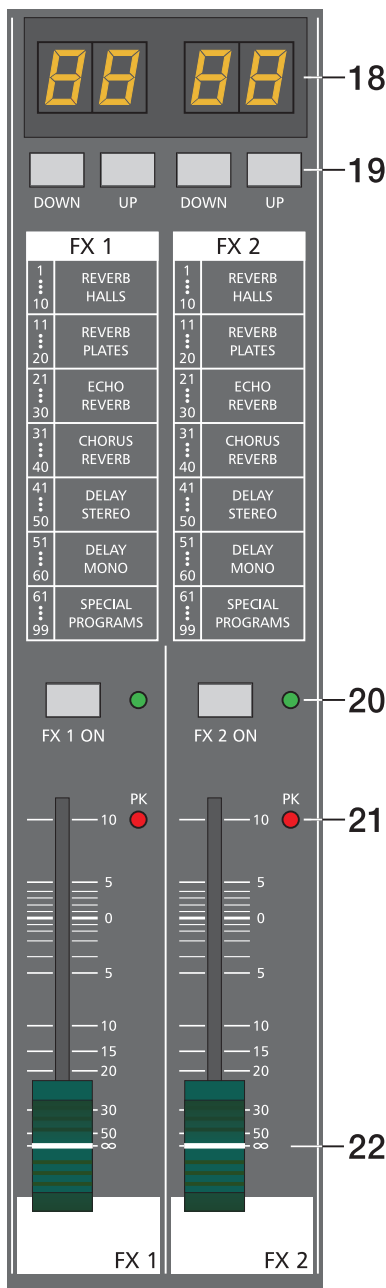 88 88
18
19
DOWN UP DOWN UP
FX 1 FX 2
1 10 REVERB HALLS 1 10 REVERB HALLS
11 20 REVERB PLATES 11 20 REVERB PLATES
21 30 ECHO REVERB 21 30 ECHO REVERB
31 40 CHORUS REVERB 31 40 CHORUS REVERB
41 50 DELAY STEREO 41 50 DELAY STEREO
51 60 DELAY MONO 51 60 DELAY MONO
61 99 SPECIAL PROGRAMS 61 99 SPECIAL PROGRAMS
20
FX 1 ON FX 2 ON
PK PK
10 10 21
5 5
0 0
5 5
10 10
15 15
20 20
30 30
50 50
∞ ∞ 22
FX 1 FX 2